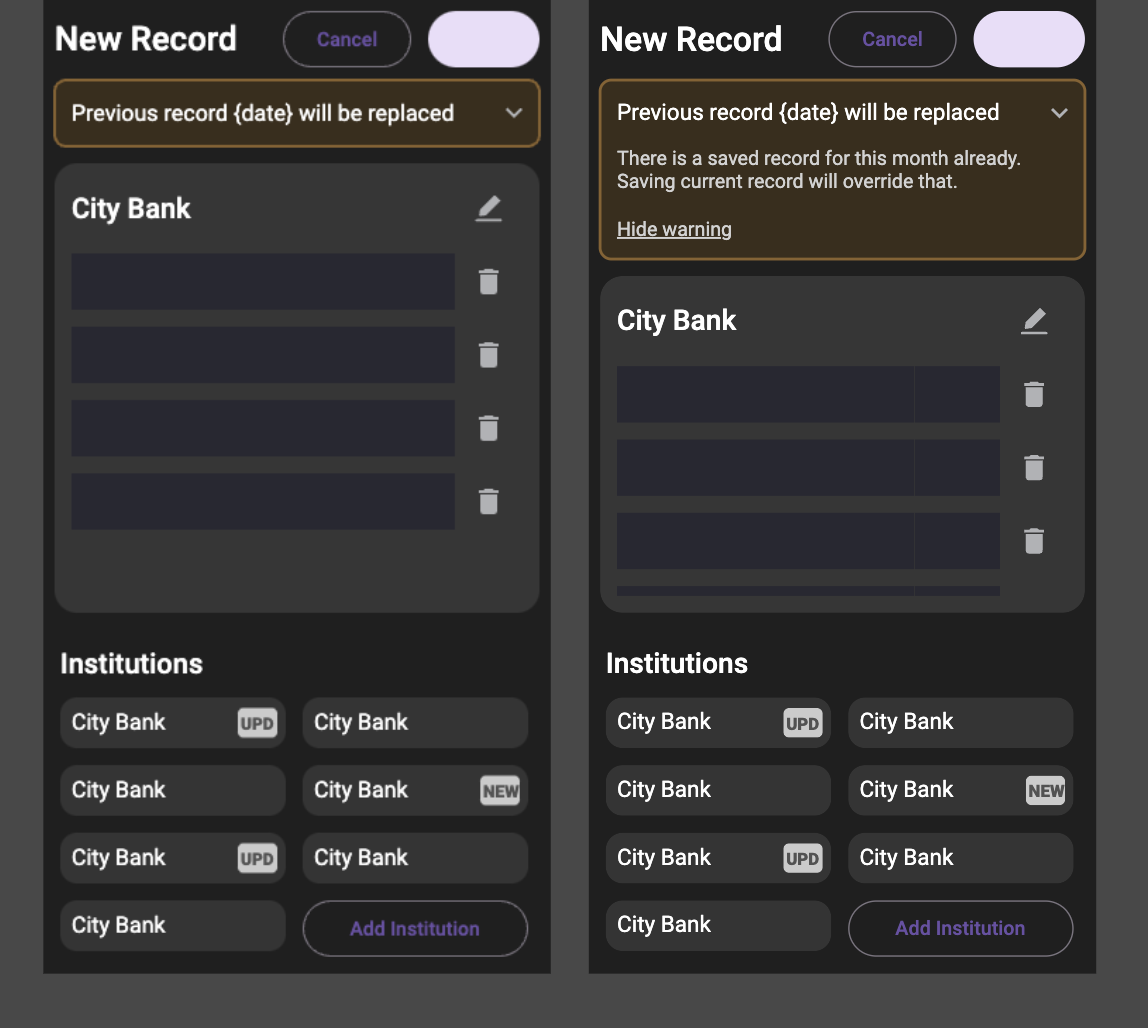 New Record
Cancel
Previous record {date} will be replaced
City Bank
Institutions
City Bank UPD
City Bank
City Bank
City Bank NEW
City Bank UPD
City Bank
City Bank
Add Institution
New Record
Cancel
Previous record {date} will be replaced
There is a saved record for this month already.
Saving current record will override that.
Hide warning
City Bank
Institutions
City Bank UPD
City Bank
City Bank
City Bank NEW
City Bank UPD
City Bank
City Bank
Add Institution